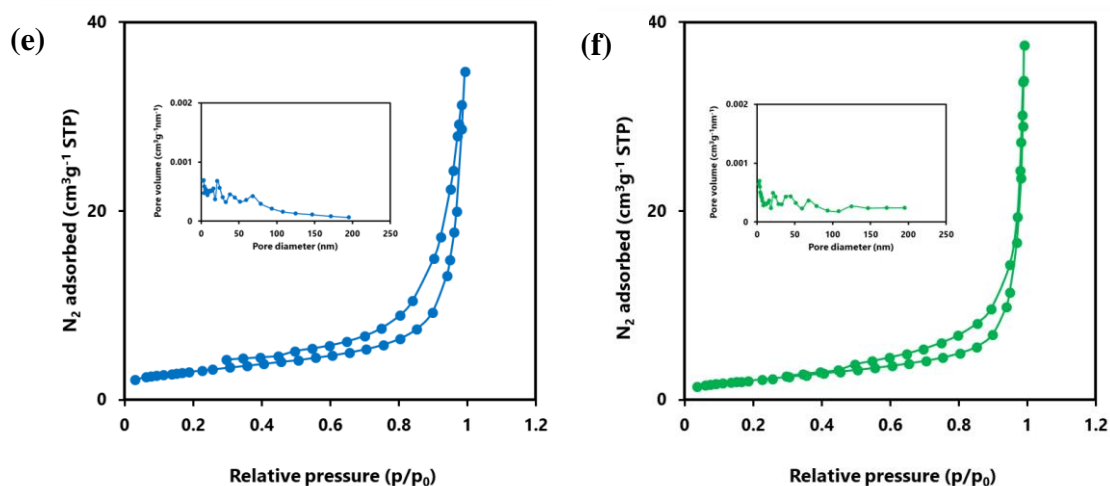 (e)
N2 adsorbed (cm³g⁻¹ STP)
40
20
0
0 0.2 0.4 0.6 0.8 1 1.2
Relative pressure (p/p0)
Pore volume (cm³g⁻¹nm⁻¹)
0.002
0.001
0
0 50 100 150 200 250
Pore diameter (nm)
(f)
N2 adsorbed (cm³g⁻¹ STP)
40
20
0
0 0.2 0.4 0.6 0.8 1 1.2
Relative pressure (p/p0)
Pore volume (cm³g⁻¹nm⁻¹)
0.002
0.001
0
0 50 100 150 200 250
Pore diameter (nm)